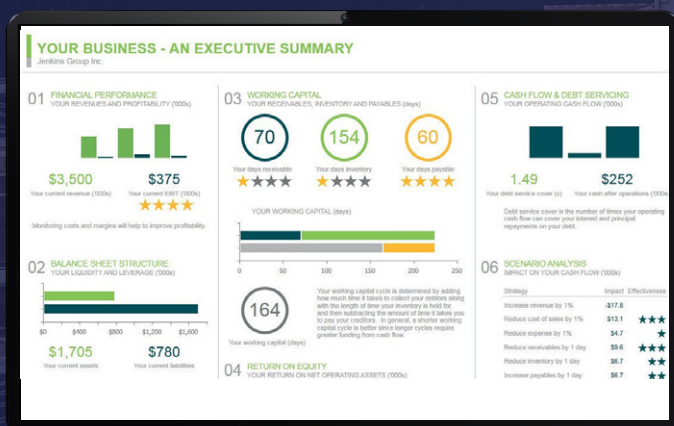 YOUR BUSINESS - AN EXECUTIVE SUMMARY
Jenkins Group Inc.
01 FINANCIAL PERFORMANCE
YOUR REVENUES AND PROFITABILITY ('000s)
$3,500 $375
Your current revenue ('000s) Your current EBIT ('000s)
Monitoring costs and margins will help to improve profitability
02 BALANCE SHEET STRUCTURE
YOUR LIQUIDITY AND LEVERAGE ('000s)
$0 $400 $800 $1,200 $1,600
$1,705 $780
Your current assets Your current liabilities
03 WORKING CAPITAL
YOUR RECEIVABLES, INVENTORY AND PAYABLES (days)
70 154 60
Your days receivable Your days inventory Your days payable
YOUR WORKING CAPITAL (days)
0 50 100 150 200 250
164
Your working capital (days)
Your working capital cycle is determined by adding
how much time it takes to collect your debtors along
with the length of time your inventory is held for,
and then subtracting the amount of time it takes you
to pay your creditors. In general, a shorter working
capital cycle is better since longer cycles require
greater funding from cash flow.
04 RETURN ON EQUITY
YOUR RETURN ON NET OPERATING ASSETS ('000s)
05 CASH FLOW & DEBT SERVICING
YOUR OPERATING CASH FLOW ('000s)
1.49 $252
Your debt service cover (x) Your cash after operations ('000s
Debt service cover is the number of times your operating
cash flow can cover your interest and principal
repayments on your debt.
06 SCENARIO ANALYSIS
IMPACT ON YOUR CASH FLOW ('000s)
Strategy Impact Effectiveness
Increase revenue by 1% -$17.8
Reduce cost of sales by 1% $13.1
Reduce expense by 1% $4.7
Reduce receivables by 1 day $9.6
Reduce inventory by 1 day $6.7
Increase payables by 1 day $6.7